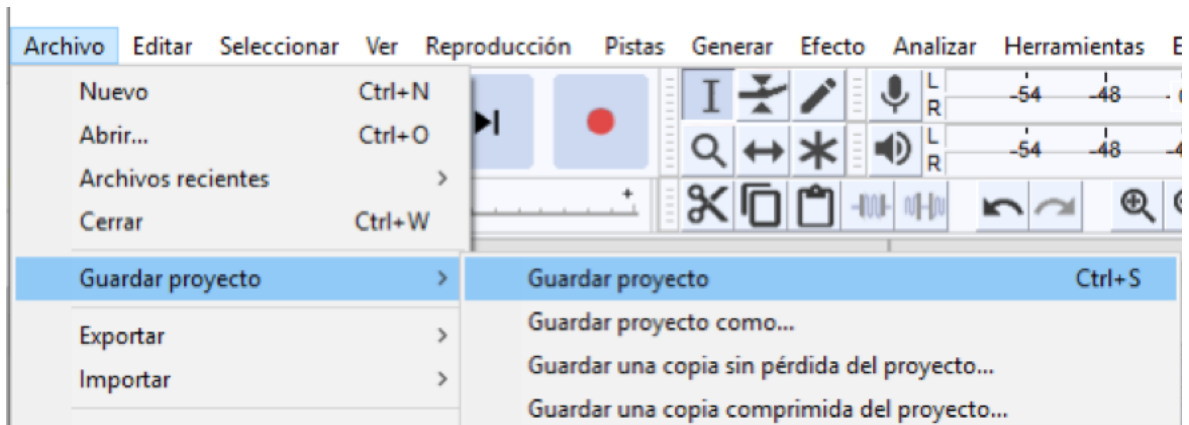 Archivo Editar Seleccionar Ver Reproducción Pistas Generar Efecto Analizar Herramientas
Nuevo Ctrl+N
Abrir... Ctrl+O
Archivos recientes >
Cerrar Ctrl+W
Guardar proyecto >
Exportar >
Importar >
L
R
-54 -48
L
R
-54 -48
Guardar proyecto Ctrl+S
Guardar proyecto como...
Guardar una copia sin pérdida del proyecto...
Guardar una copia comprimida del proyecto...